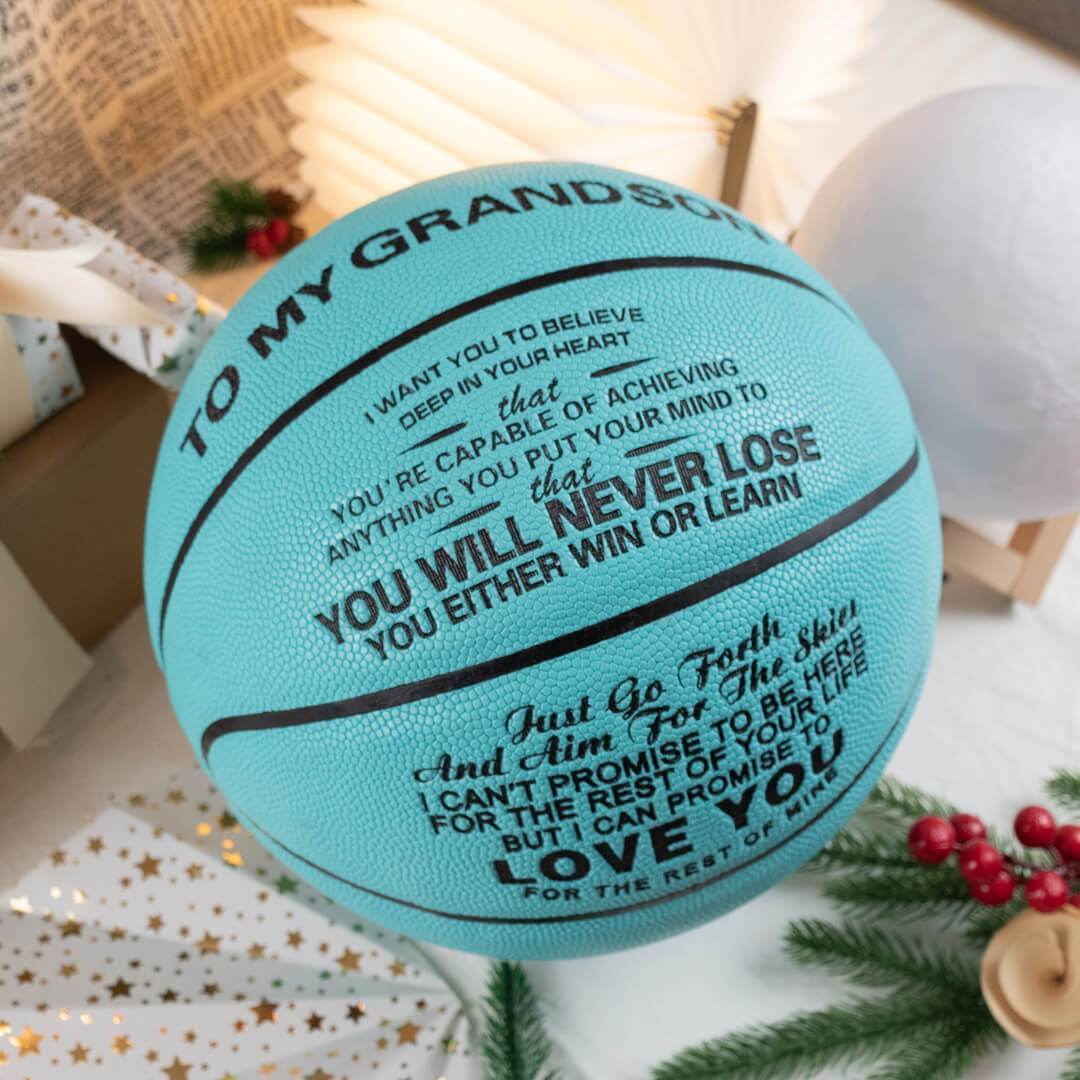 TO MY GRANDSON
I WANT YOU TO BELIEVE
DEEP IN YOUR HEART
that
YOU'RE CAPABLE OF ACHIEVING
ANYTHING YOU PUT YOUR MIND TO
that
YOU WILL NEVER LOSE
YOU EITHER WIN OR LEARN
Just Go Forth
And Aim For The Skies
I CAN'T PROMISE TO BE HERE
FOR THE REST OF YOUR LIFE
BUT I CAN PROMISE TO
LOVE YOU
FOR THE REST OF MINE